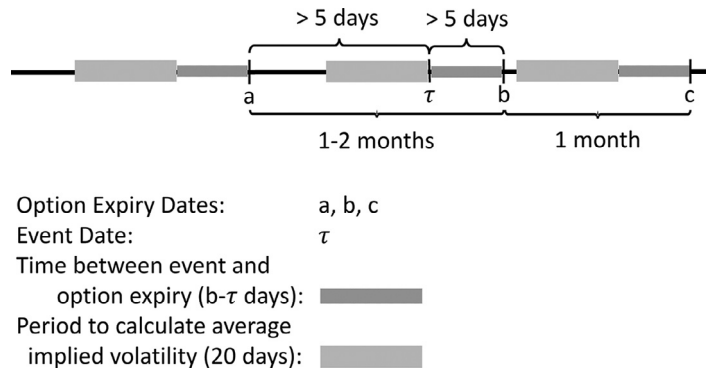 > 5 days > 5 days
a τ b c
1-2 months 1 month
Option Expiry Dates: a, b, c
Event Date: τ
Time between event and
option expiry (b-τ days):
Period to calculate average
implied volatility (20 days):